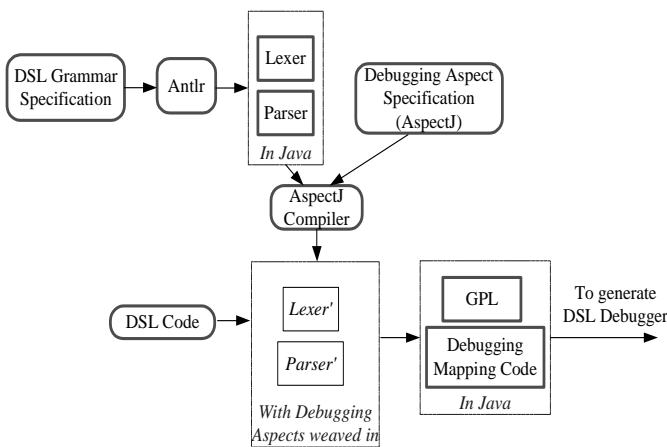 DSL Grammar
Specification
Antlr
Lexer
Parser
In Java
Debugging Aspect
Specification
(AspectJ)
AspectJ
Compiler
DSL Code
Lexer'
Parser'
With Debugging
Aspects weaved in
GPL
Debugging
Mapping Code
In Java
To generate
DSL Debugger